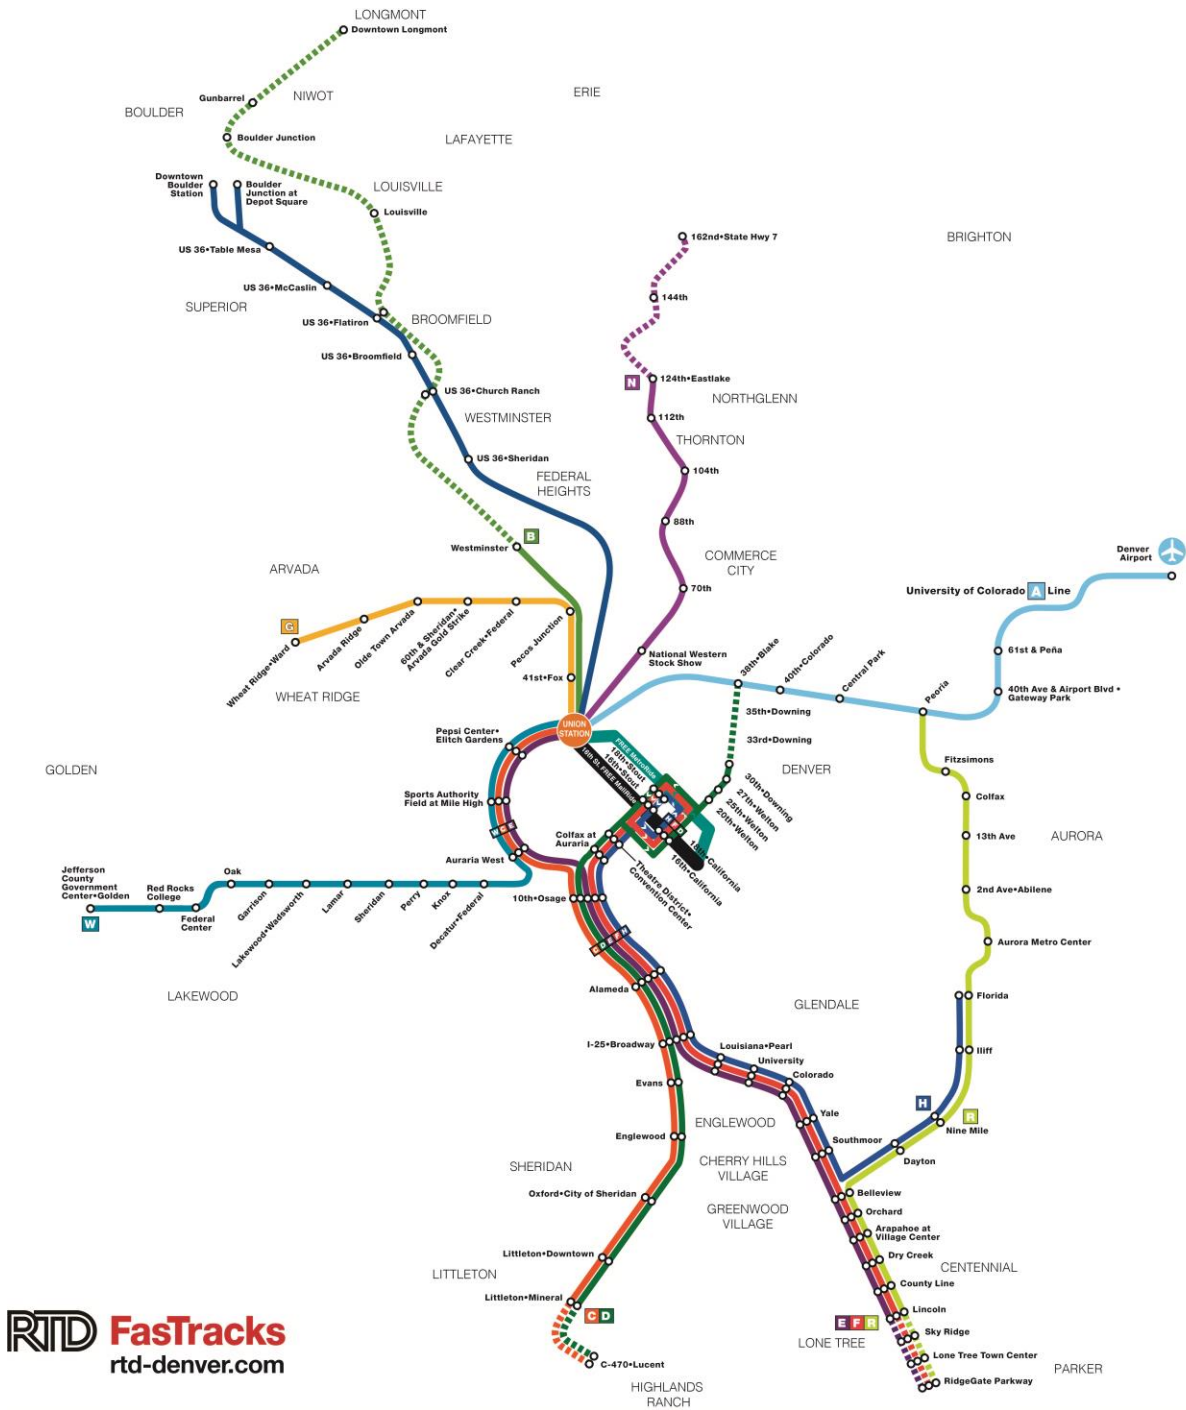 LONGMONT
Downtown Longmont
ERIE
NIWOT
Gunbarrel
BOULDER
Boulder Junction
LAFAYETTE
Downtown
Boulder
Station
Boulder
Junction at
Depot Square
LOUISVILLE
Louisville
162nd•State Hwy 7
BRIGHTON
US 36•Table Mesa
US 36•McCaslin
144th
SUPERIOR
US 36•Flatiron
BROOMFIELD
US 36•Broomfield
N
124th•Eastlake
US 36•Church Ranch
NORTHGLENN
WESTMINSTER
112th
THORNTON
US 36•Sheridan
104th
FEDERAL
HEIGHTS
88th
B
Westminster
COMMERCE
CITY
Denver
Airport
ARVADA
70th
University of Colorado A Line
G
Wheat Ridge•Ward
Arvada Ridge
Olde Town Arvada
60th & Sheridan•
Arvada Gold Strike
Clear Creek•Federal
Pecos Junction
41st•Fox
WHEAT RIDGE
National Western
Stock Show
38th•Blake
40th•Colorado
Central Park
Peoria
61st & Peña
40th Ave & Airport Blvd •
Gateway Park
35th•Downing
33rd•Downing
UNION
STATION
Pepsi Center•
Elitch Gardens
FREE MetroRide
18th•Stout
16th•Stout
16th St. FREE MallRide
GOLDEN
DENVER
Fitzsimons
30th•Downing
27th•Welton
25th•Welton
20th•Welton
Colfax
Sports Authority
Field at Mile High
W C E
13th Ave
AURORA
Colfax at
Auraria
Auraria West
18th•California
16th•California
Theatre District•
Convention Center
Jefferson
County
Government
Center•Golden
W
Red Rocks
College
Federal
Center
Oak
Garrison
Lakewood•Wadsworth
Lamar
Sheridan
Perry
Knox
Decatur•Federal
10th•Osage
2nd Ave•Abilene
C D E F H
Aurora Metro Center
LAKEWOOD
Alameda
GLENDALE
Florida
I-25•Broadway
Louisiana•Pearl
University
Colorado
Iliff
Evans
Yale
H
R
Nine Mile
ENGLEWOOD
Englewood
Southmoor
Dayton
SHERIDAN
CHERRY HILLS
VILLAGE
Oxford•City of Sheridan
Belleview
GREENWOOD
VILLAGE
Orchard
Arapahoe at
Village Center
Littleton•Downtown
Dry Creek
LITTLETON
CENTENNIAL
County Line
Littleton•Mineral
C D
Lincoln
E F R
Sky Ridge
LONE TREE
Lone Tree Town Center
C-470•Lucent
PARKER
RidgeGate Parkway
HIGHLANDS
RANCH
RTD FasTracks
rtd-denver.com